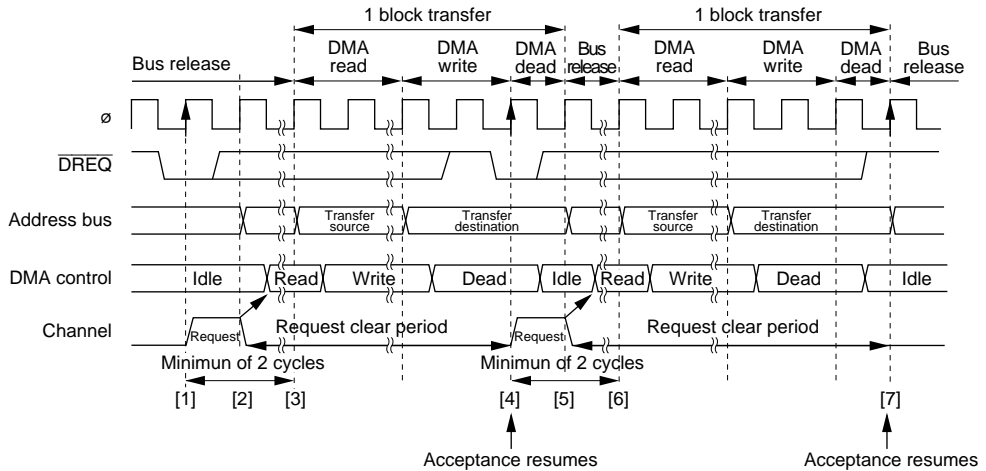 1 block transfer 1 block transfer
Bus release DMA read DMA write DMA dead Bus release DMA read DMA write DMA dead Bus release
ø
DREQ
Address bus Transfer source Transfer destination Transfer source Transfer destination
DMA control Idle Read Write Dead Idle Read Write Dead Idle
Channel Request Request clear period Request Request clear period
Minimun of 2 cycles Minimun of 2 cycles
[1] [2] [3] [4] [5] [6] [7]
Acceptance resumes Acceptance resumes